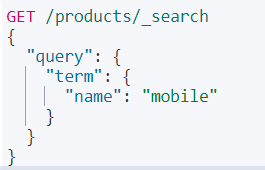 GET /products/_search
{
  "query": {
    "term": {
      "name": "mobile"
    }
  }
}